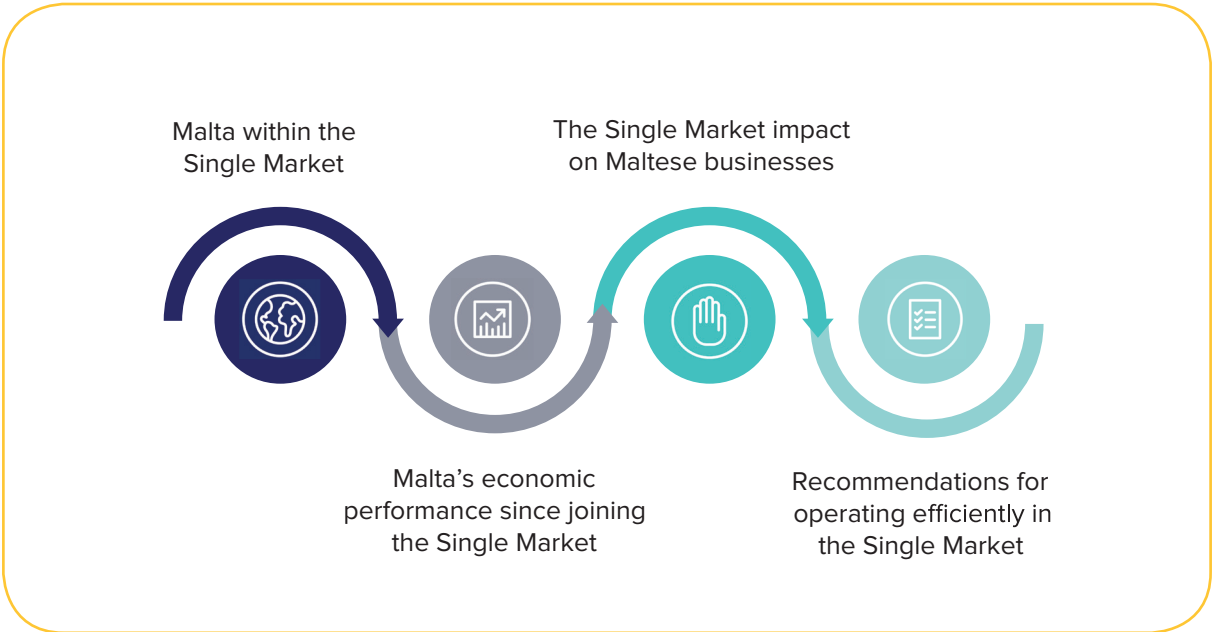 Malta within the
Single Market
Malta’s economic
performance since joining
the Single Market
The Single Market impact
on Maltese businesses
Recommendations for
operating efficiently in
the Single Market